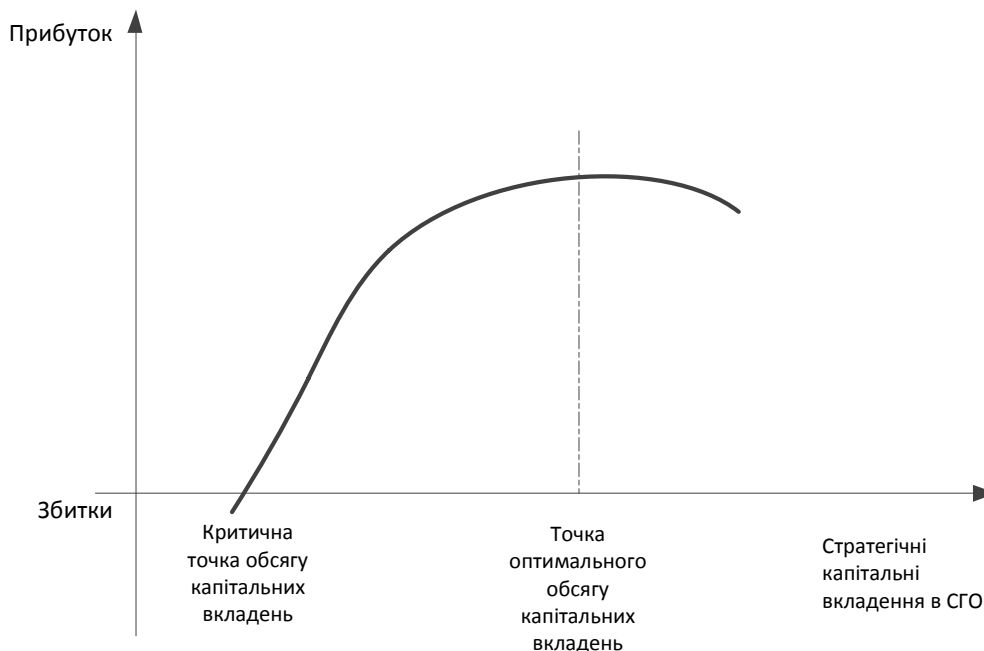 Прибуток
Збитки
Критична
точка обсягу
капітальних
вкладень
Точка
оптимального
обсягу
капітальних
вкладень
Стратегічні
капітальні
вкладення в СГО